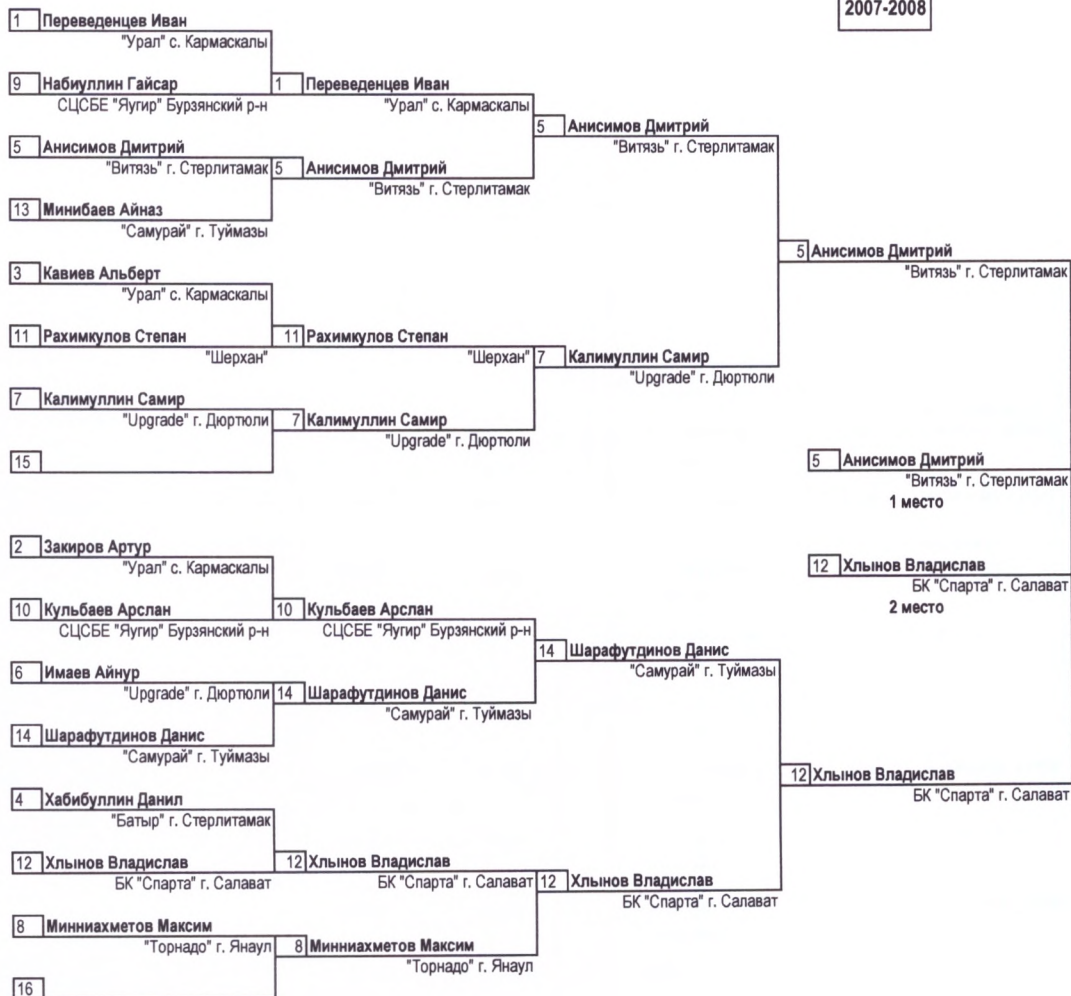 2007-2008
1 Переведенцев Иван
"Урал" с. Кармаскалы
9 Набиуллин Гайсар 1 Переведенцев Иван
СЦСБЕ "Яугир" Бурзянский р-н "Урал" с. Кармаскалы
5 Анисимов Дмитрий
5 Анисимов Дмитрий "Витязь" г. Стерлитамак
"Витязь" г. Стерлитамак 5 Анисимов Дмитрий
"Витязь" г. Стерлитамак
13 Минибаев Айназ
"Самурай" г. Туймазы
5 Анисимов Дмитрий
3 Кавиев Альберт "Витязь" г. Стерлитамак
"Урал" с. Кармаскалы
11 Рахимкулов Степан 11 Рахимкулов Степан
"Шерхан" "Шерхан" 7 Калимуллин Самир
"Upgrade" г. Дюртюли
7 Калимуллин Самир
"Upgrade" г. Дюртюли 7 Калимуллин Самир
"Upgrade" г. Дюртюли
15 5 Анисимов Дмитрий
"Витязь" г. Стерлитамак
1 место
2 Закиров Артур
"Урал" с. Кармаскалы 12 Хлынов Владислав
БК "Спарта" г. Салават
10 Кульбаев Арслан 10 Кульбаев Арслан 2 место
СЦСБЕ "Яугир" Бурзянский р-н СЦСБЕ "Яугир" Бурзянский р-н
14 Шарафутдинов Данис
6 Имаев Айнур "Самурай" г. Туймазы
"Upgrade" г. Дюртюли 14 Шарафутдинов Данис
"Самурай" г. Туймазы
14 Шарафутдинов Данис
"Самурай" г. Туймазы
12 Хлынов Владислав
4 Хабибуллин Данил БК "Спарта" г. Салават
"Батыр" г. Стерлитамак
12 Хлынов Владислав 12 Хлынов Владислав
БК "Спарта" г. Салават БК "Спарта" г. Салават 12 Хлынов Владислав
БК "Спарта" г. Салават
8 Минниахметов Максим
"Торнадо" г. Янаул 8 Минниахметов Максим
"Торнадо" г. Янаул
16